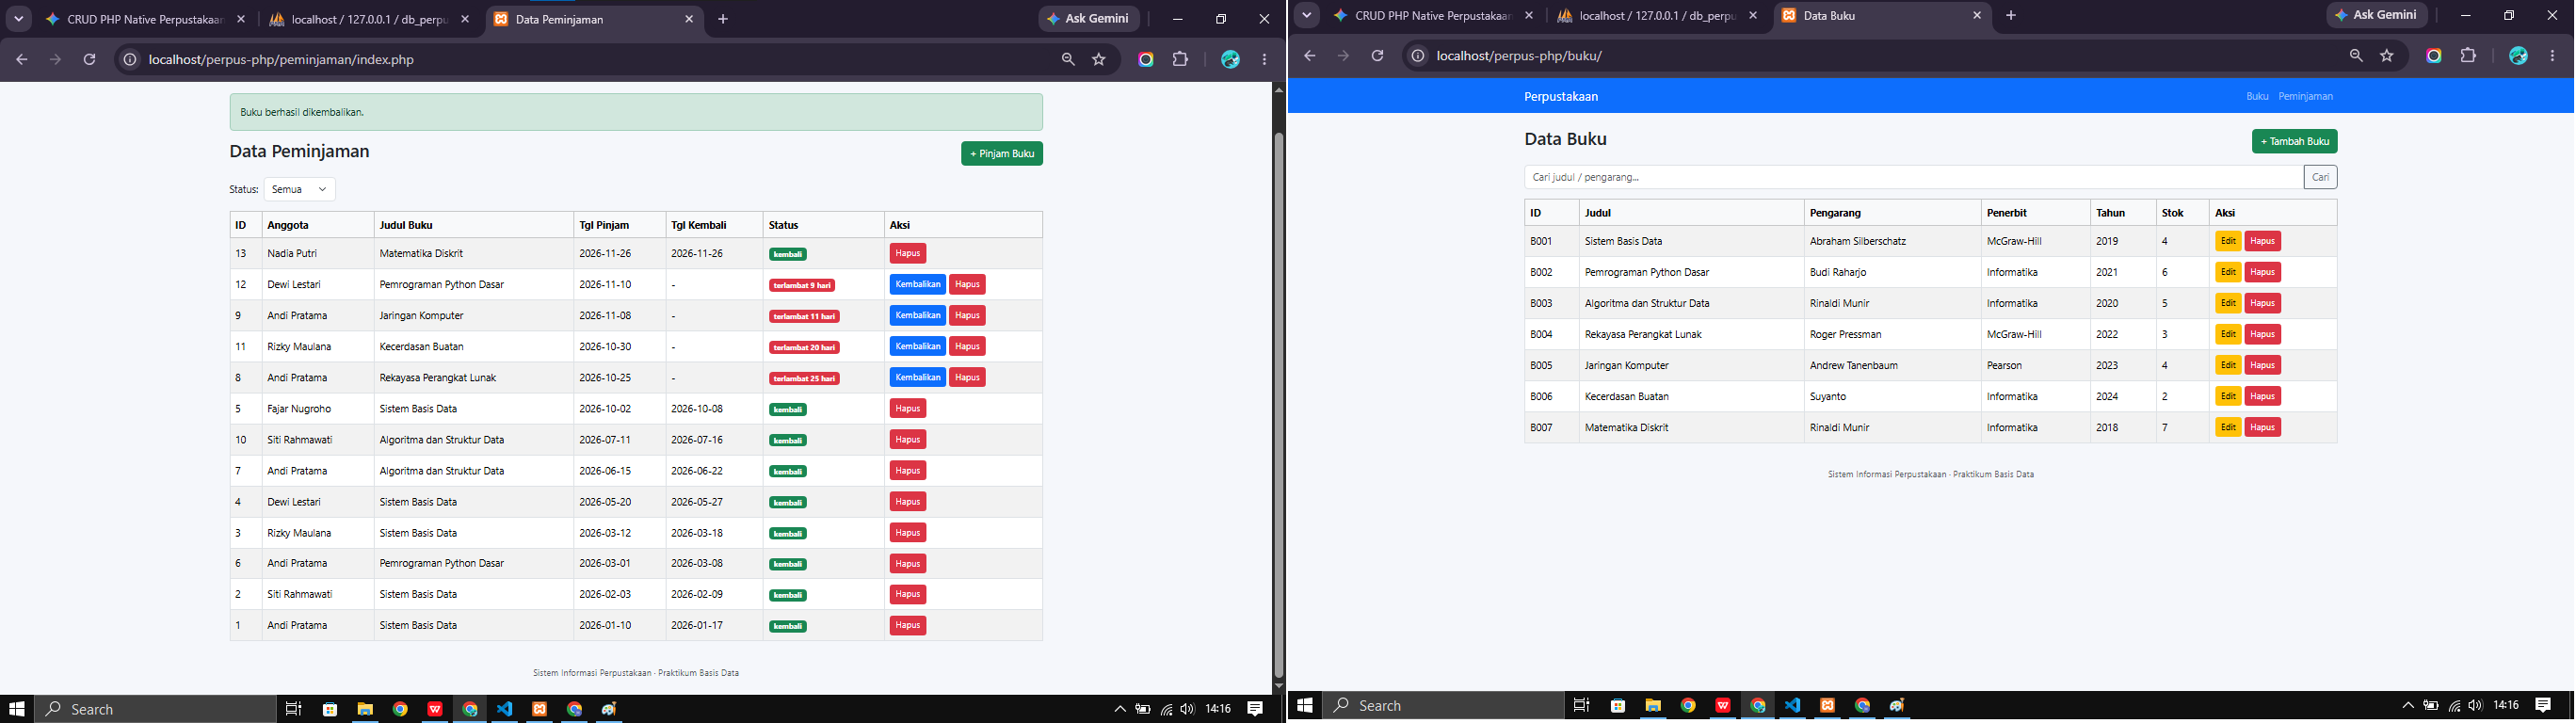 CRUD PHP Native Perpustakaan
localhost / 127.0.0.1 / db_perpu
Data Peminjaman
Ask Gemini
localhost/perpus-php/peminjaman/index.php
Buku berhasil dikembalikan.
Data Peminjaman
+ Pinjam Buku
Status: Semua
ID Anggota Judul Buku Tgl Pinjam Tgl Kembali Status Aksi
13 Nadia Putri Matematika Diskrit 2026-11-26 2026-11-26 kembali Hapus
12 Dewi Lestari Pemrograman Python Dasar 2026-11-10 - terlambat 9 hari Kembalikan Hapus
9 Andi Pratama Jaringan Komputer 2026-11-08 - terlambat 11 hari Kembalikan Hapus
11 Rizky Maulana Kecerdasan Buatan 2026-10-30 - terlambat 20 hari Kembalikan Hapus
8 Andi Pratama Rekayasa Perangkat Lunak 2026-10-25 - terlambat 25 hari Kembalikan Hapus
5 Fajar Nugroho Sistem Basis Data 2026-10-02 2026-10-08 kembali Hapus
10 Siti Rahmawati Algoritma dan Struktur Data 2026-07-11 2026-07-16 kembali Hapus
7 Andi Pratama Algoritma dan Struktur Data 2026-06-15 2026-06-22 kembali Hapus
4 Dewi Lestari Sistem Basis Data 2026-05-20 2026-05-27 kembali Hapus
3 Rizky Maulana Sistem Basis Data 2026-03-12 2026-03-18 kembali Hapus
6 Andi Pratama Pemrograman Python Dasar 2026-03-01 2026-03-08 kembali Hapus
2 Siti Rahmawati Sistem Basis Data 2026-02-03 2026-02-09 kembali Hapus
1 Andi Pratama Sistem Basis Data 2026-01-10 2026-01-17 kembali Hapus
Sistem Informasi Perpustakaan · Praktikum Basis Data
Search
14:16
CRUD PHP Native Perpustakaan
localhost / 127.0.0.1 / db_perpu
Data Buku
Ask Gemini
localhost/perpus-php/buku/
Perpustakaan
Buku Peminjaman
Data Buku
+ Tambah Buku
Cari judul / pengarang...
Cari
ID Judul Pengarang Penerbit Tahun Stok Aksi
B001 Sistem Basis Data Abraham Silberschatz McGraw-Hill 2019 4 Edit Hapus
B002 Pemrograman Python Dasar Budi Raharjo Informatika 2021 6 Edit Hapus
B003 Algoritma dan Struktur Data Rinaldi Munir Informatika 2020 5 Edit Hapus
B004 Rekayasa Perangkat Lunak Roger Pressman McGraw-Hill 2022 3 Edit Hapus
B005 Jaringan Komputer Andrew Tanenbaum Pearson 2023 4 Edit Hapus
B006 Kecerdasan Buatan Suyanto Informatika 2024 2 Edit Hapus
B007 Matematika Diskrit Rinaldi Munir Informatika 2018 7 Edit Hapus
Sistem Informasi Perpustakaan · Praktikum Basis Data
Search
14:16